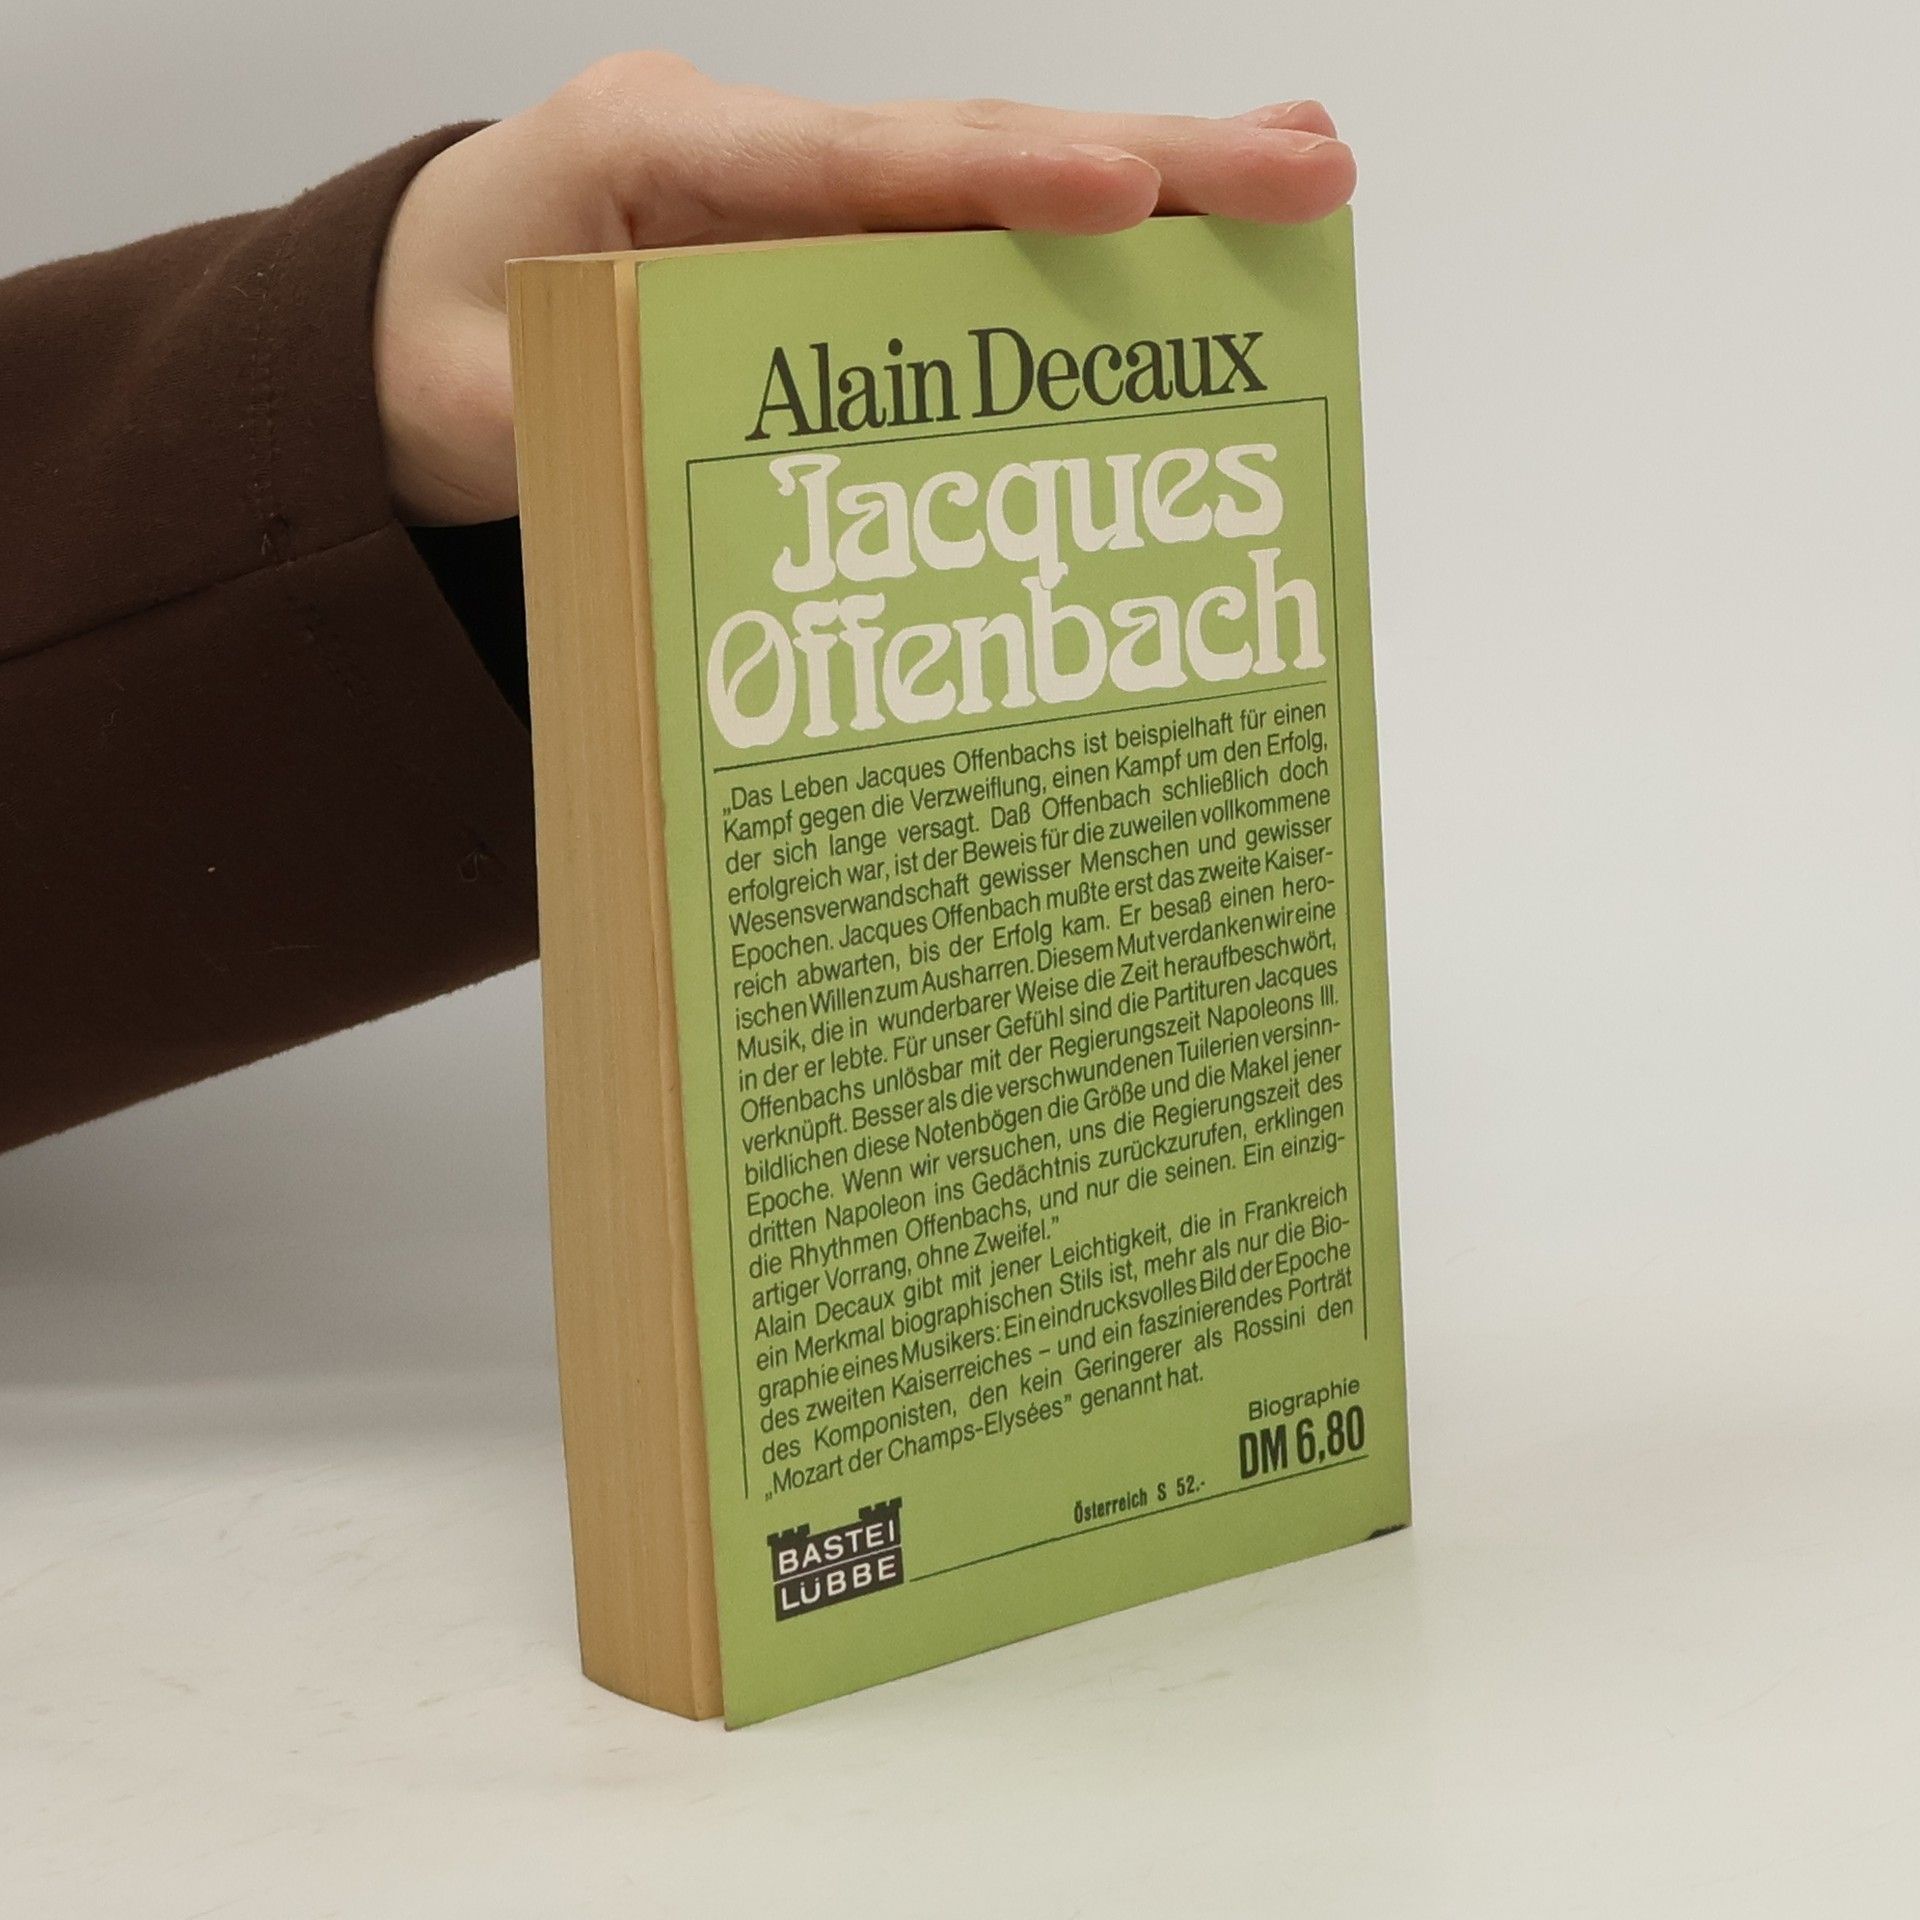 Alain Decaux
Jacques
Offenbach
„Das Leben Jacques Offenbachs ist beispielhaft für einen
Kampf gegen die Verzweiflung, einen Kampf um den Erfolg,
der sich lange versagt. Daß Offenbach schließlich doch
erfolgreich war, ist der Beweis für die zuweilen vollkommene
Wesensverwandschaft gewisser Menschen und gewisser
Epochen. Jacques Offenbach mußte erst das zweite Kaiser-
reich abwarten, bis der Erfolg kam. Er besaß einen hero-
ischen Willen zum Ausharren. Diesem Mut verdanken wir eine
Musik, die in wunderbarer Weise die Zeit heraufbeschwört,
in der er lebte. Für unser Gefühl sind die Partituren Jacques
Offenbachs unlösbar mit der Regierungszeit Napoleons III.
verknüpft. Besser als die verschwundenen Tuilerien versinn-
bildlichen diese Notenbögen die Größe und die Makel jener
Epoche. Wenn wir versuchen, uns die Regierungszeit des
dritten Napoleon ins Gedächtnis zurückzurufen, erklingen
die Rhythmen Offenbachs, und nur die seinen. Ein einzig-
artiger Vorrang, ohne Zweifel.”
Alain Decaux gibt mit jener Leichtigkeit, die in Frankreich
ein Merkmal biographischen Stils ist, mehr als nur die Bio-
graphie eines Musikers: Ein eindrucksvolles Bild der Epoche
des zweiten Kaiserreiches – und ein faszinierendes Porträt
des Komponisten, den kein Geringerer als Rossini den
„Mozart der Champs-Elysées” genannt hat.
Biographie
DM 6,80
Österreich S 52.-
BASTEI
LÜBBE